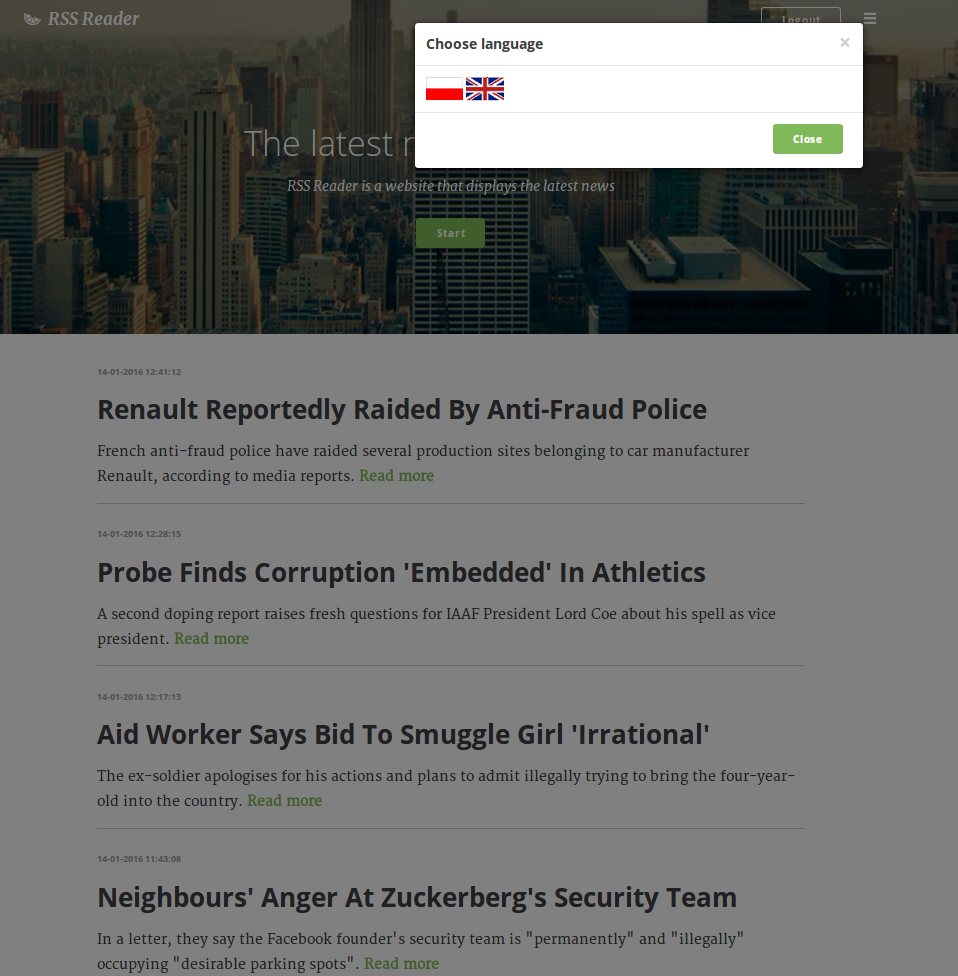 RSS Reader
Logout
Choose language
×
Close
The latest
RSS Reader is a website that displays the latest news
Start
14-01-2016 12:41:12
Renault Reportedly Raided By Anti-Fraud Police
French anti-fraud police have raided several production sites belonging to car manufacturer
Renault, according to media reports. Read more
14-01-2016 12:28:15
Probe Finds Corruption 'Embedded' In Athletics
A second doping report raises fresh questions for IAAF President Lord Coe about his spell as vice
president. Read more
14-01-2016 12:17:13
Aid Worker Says Bid To Smuggle Girl 'Irrational'
The ex-soldier apologises for his actions and plans to admit illegally trying to bring the four-year-
old into the country. Read more
14-01-2016 11:43:08
Neighbours' Anger At Zuckerberg's Security Team
In a letter, they say the Facebook founder's security team is "permanently" and "illegally"
occupying "desirable parking spots". Read more